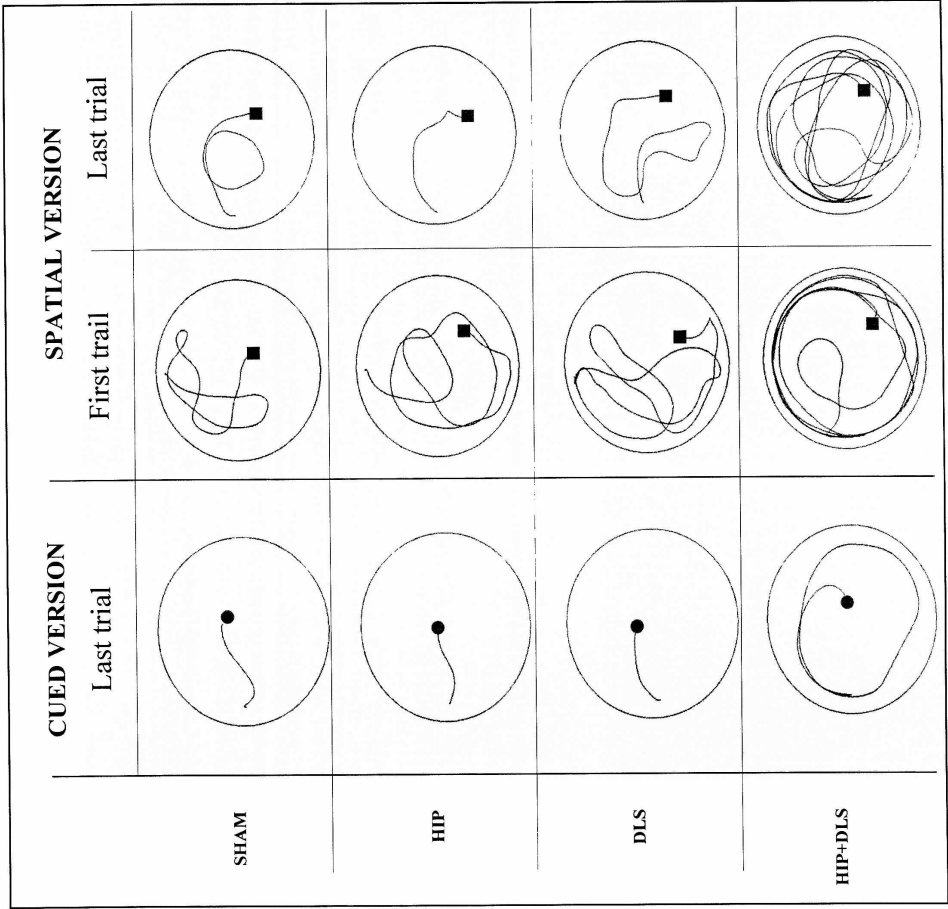 CUED VERSION
SPATIAL VERSION
Last trial
First trail
Last trial
SHAM
HIP
DLS
HIP+DLS